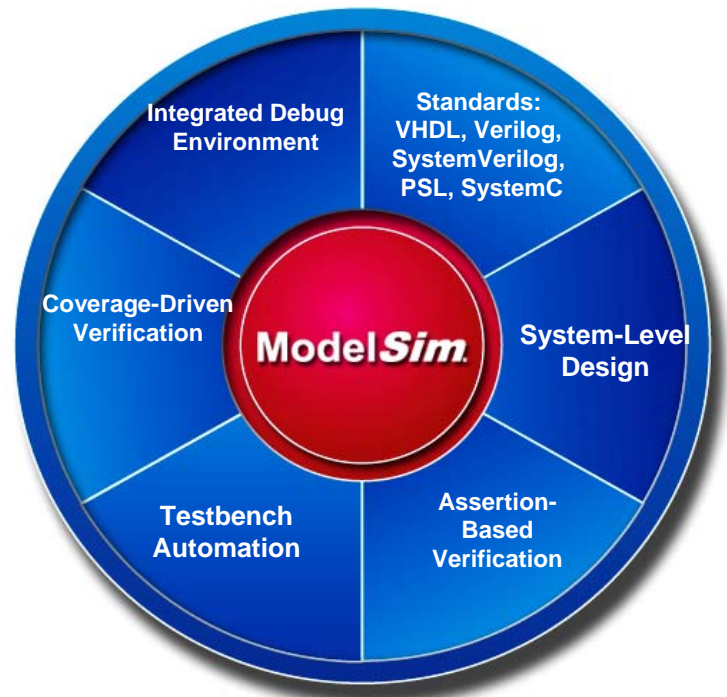 Integrated Debug
Environment
Standards:
VHDL, Verilog,
SystemVerilog,
PSL, SystemC
Coverage-Driven
Verification
ModelSim.
System-Level
Design
Testbench
Automation
Assertion-
Based
Verification